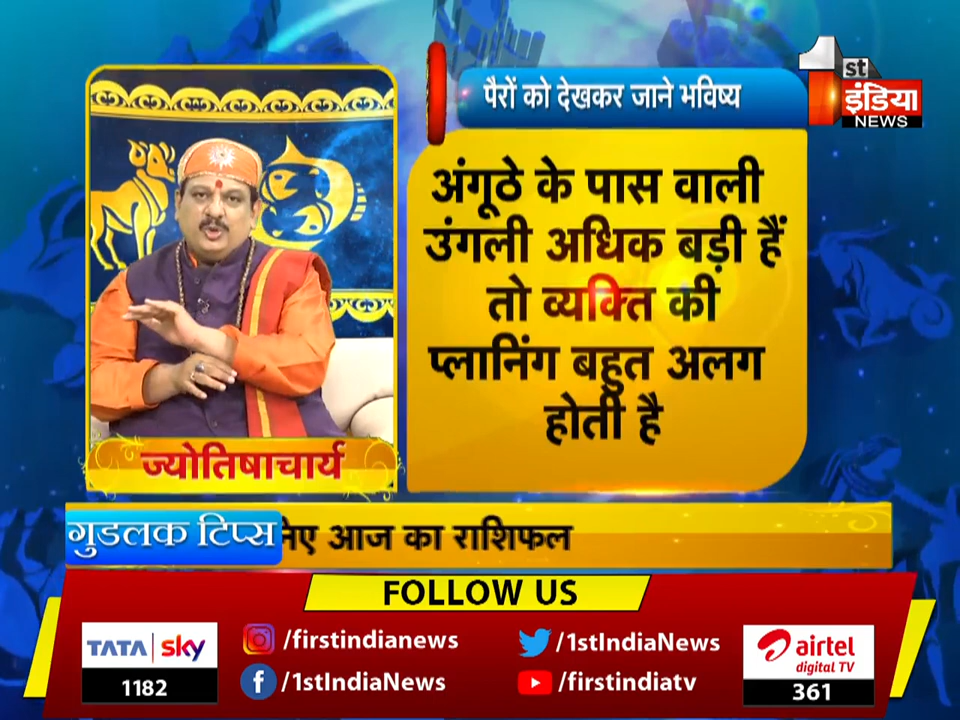 पैरों को देखकर जाने भविष्य
1st
इंडिया
NEWS
अंगूठे के पास वाली
उंगली अधिक बड़ी हैं
तो व्यक्ति की
प्लानिंग बहुत अलग
होती है
ज्योतिषाचार्य
गुडलक टिप्स
आज का राशिफल
FOLLOW US
TATA sky
1182
/firstindianews
/1stIndiaNews
/1stIndiaNews
/firstindiatv
airtel
digital TV
361